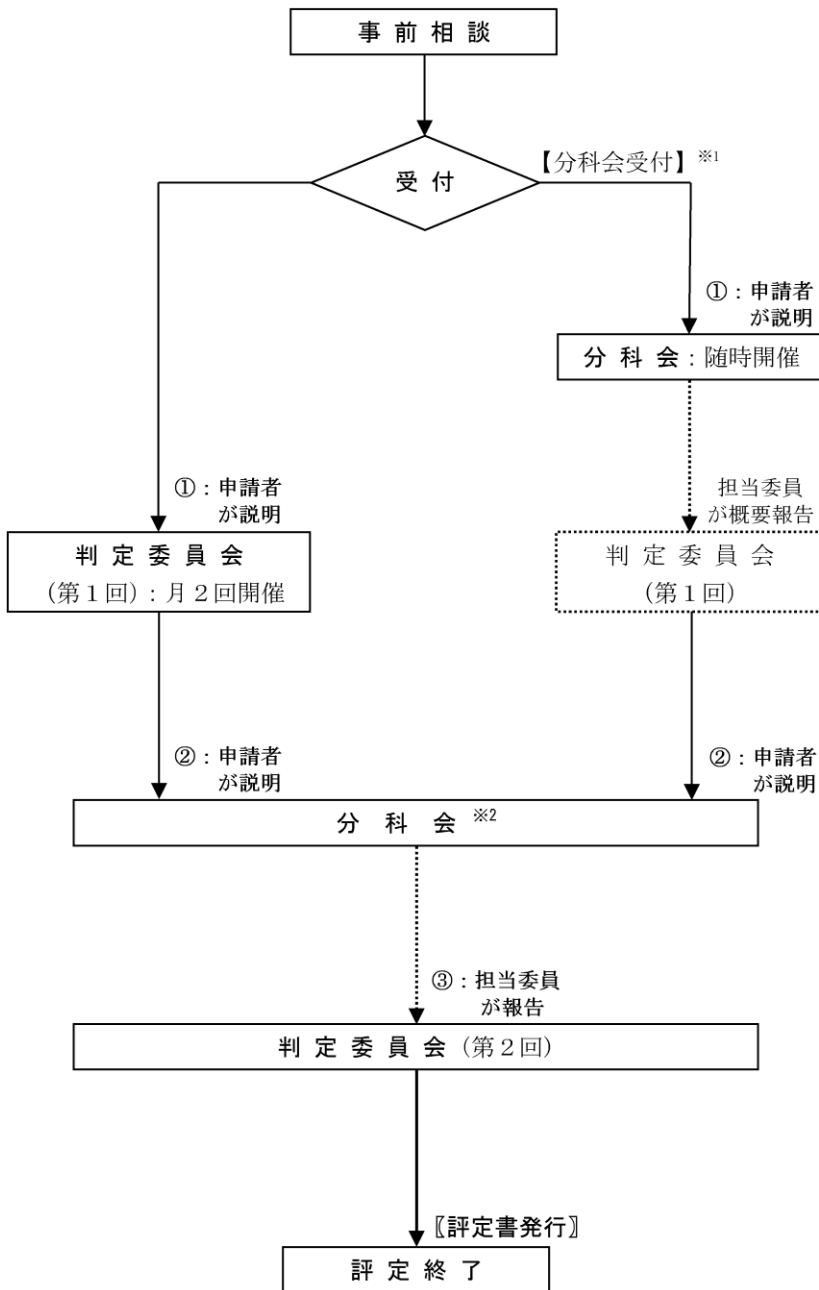 事前相談
受付
【分科会受付】※1
①：申請者
が説明
分科会：随時開催
①：申請者
が説明
判定委員会
（第１回）：月２回開催
担当委員
が概要報告
判定委員会
（第１回）
②：申請者
が説明
②：申請者
が説明
分科会※2
③：担当委員
が報告
判定委員会（第２回）
〖評定書発行〗
評定終了